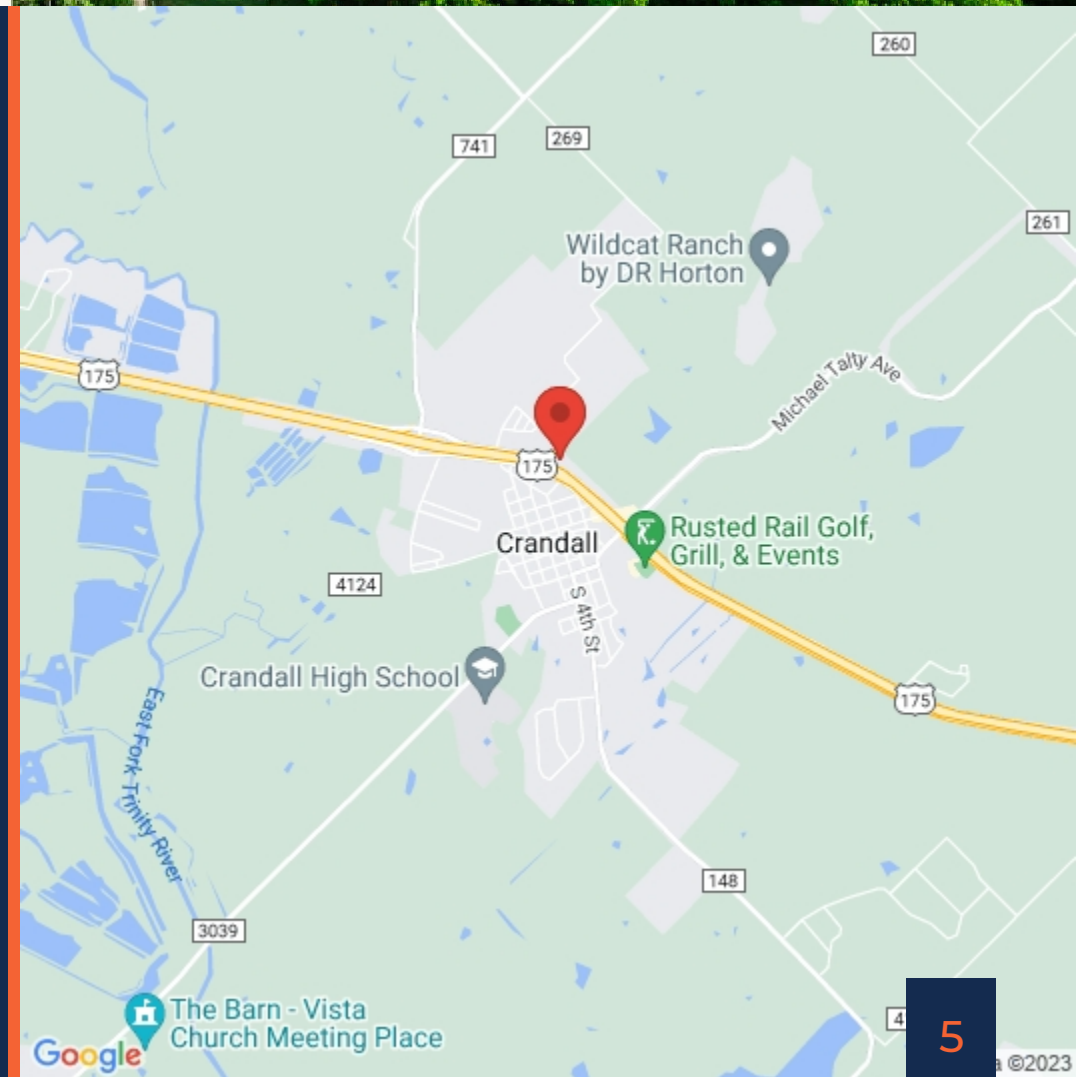 260
741
269
261
Wildcat Ranch
by DR Horton
175
Michael Talty Ave
175
Rusted Rail Golf,
Grill, & Events
Crandall
4124
S 4th St
Crandall High School
175
East Fork Trinity River
148
3039
The Barn - Vista
Church Meeting Place
5
Google
©2023